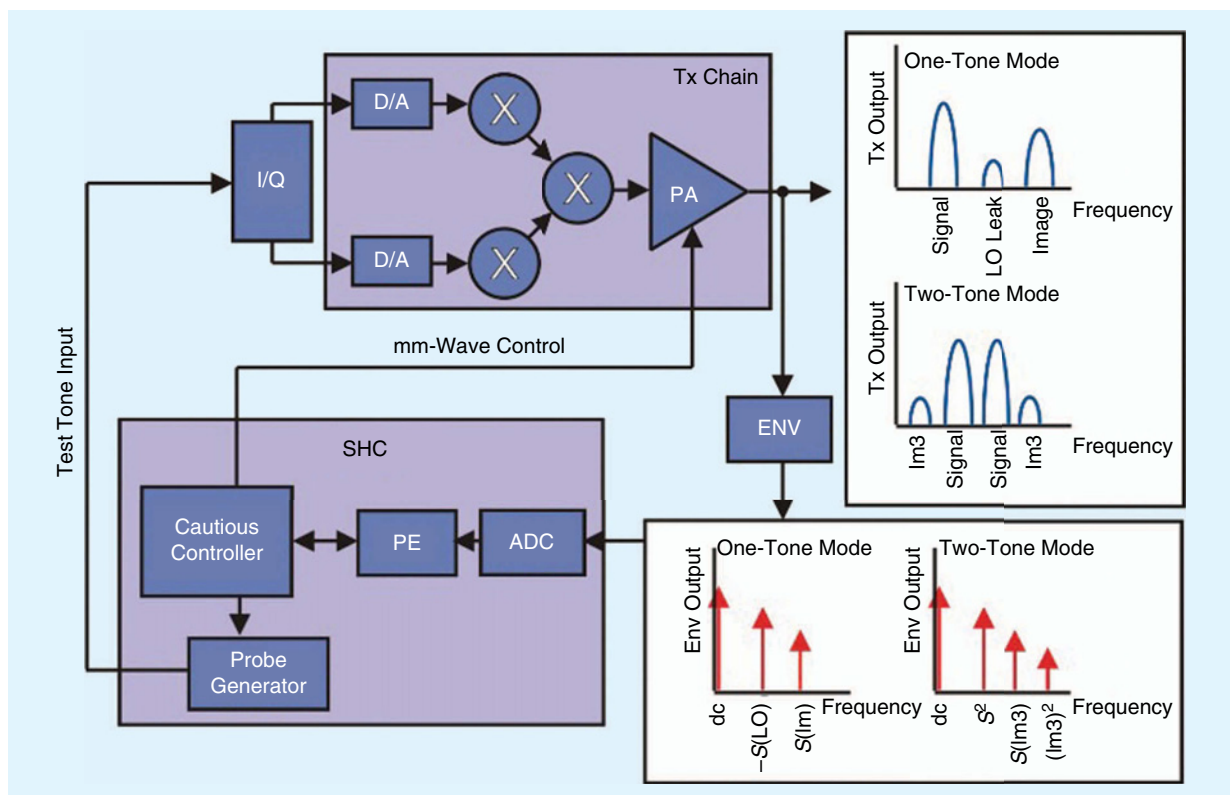 Tx Chain
D/A
X
I/Q
X
PA
D/A
X
mm-Wave Control
Test Tone Input
ENV
SHC
Cautious
Controller
PE
ADC
Probe
Generator
One-Tone Mode
Tx Output
Frequency
Signal
LO Leak
Image
Two-Tone Mode
Tx Output
Frequency
Im3
Signal
Signal
Im3
One-Tone Mode
Env Output
Frequency
dc
–S(LO)
S(Im)
Two-Tone Mode
Env Output
Frequency
dc
S²
S(Im3)
(Im3)²